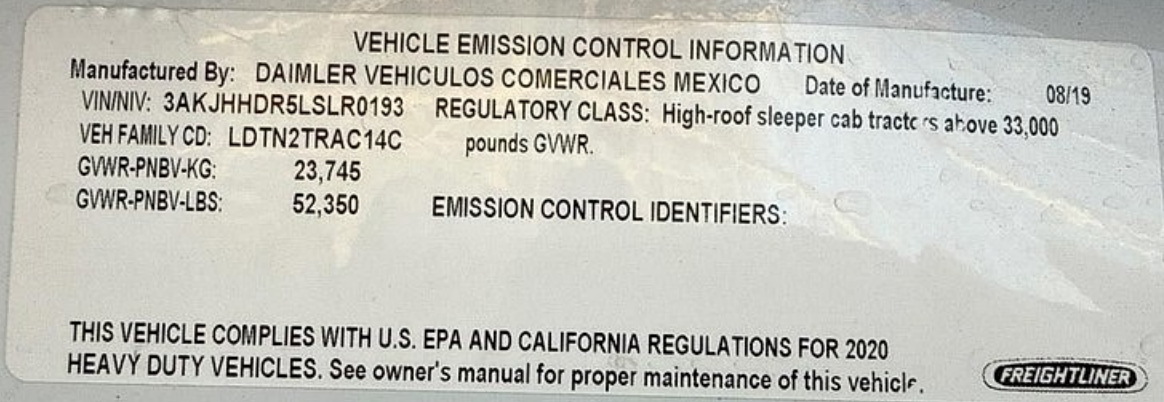 VEHICLE EMISSION CONTROL INFORMATION
Manufactured By: DAIMLER VEHICULOS COMERCIALES MEXICO Date of Manufacture: 08/19
VIN/NIV: 3AKJHHDR5LSLR0193 REGULATORY CLASS: High-roof sleeper cab tractors above 33,000
VEH FAMILY CD: LDTN2TRAC14C pounds GVWR.
GVWR-PNBV-KG: 23,745
GVWR-PNBV-LBS: 52,350 EMISSION CONTROL IDENTIFIERS:
THIS VEHICLE COMPLIES WITH U.S. EPA AND CALIFORNIA REGULATIONS FOR 2020
HEAVY DUTY VEHICLES. See owner's manual for proper maintenance of this vehicle.
FREIGHTLINER